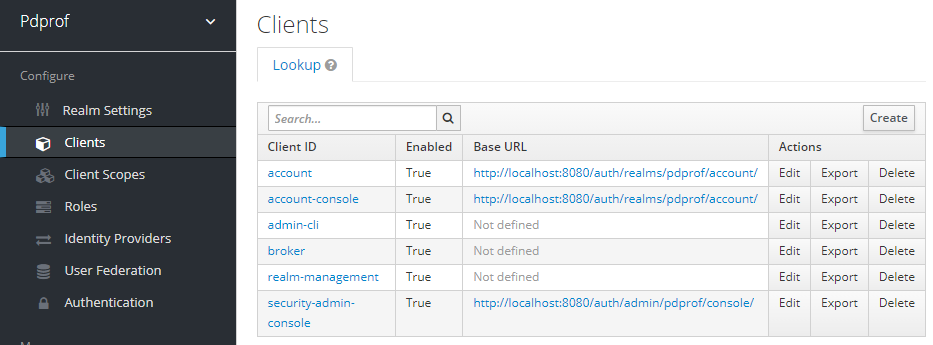 Pdprof
Configure
Realm Settings
Clients
Client Scopes
Roles
Identity Providers
User Federation
Authentication
Clients
Lookup
Search...
Create
Client ID Enabled Base URL Actions
account True http://localhost:8080/auth/realms/pdprof/account/ Edit Export Delete
account-console True http://localhost:8080/auth/realms/pdprof/account/ Edit Export Delete
admin-cli True Not defined Edit Export Delete
broker True Not defined Edit Export Delete
realm-management True Not defined Edit Export Delete
security-admin- True http://localhost:8080/auth/admin/pdprof/console/ Edit Export Delete
console